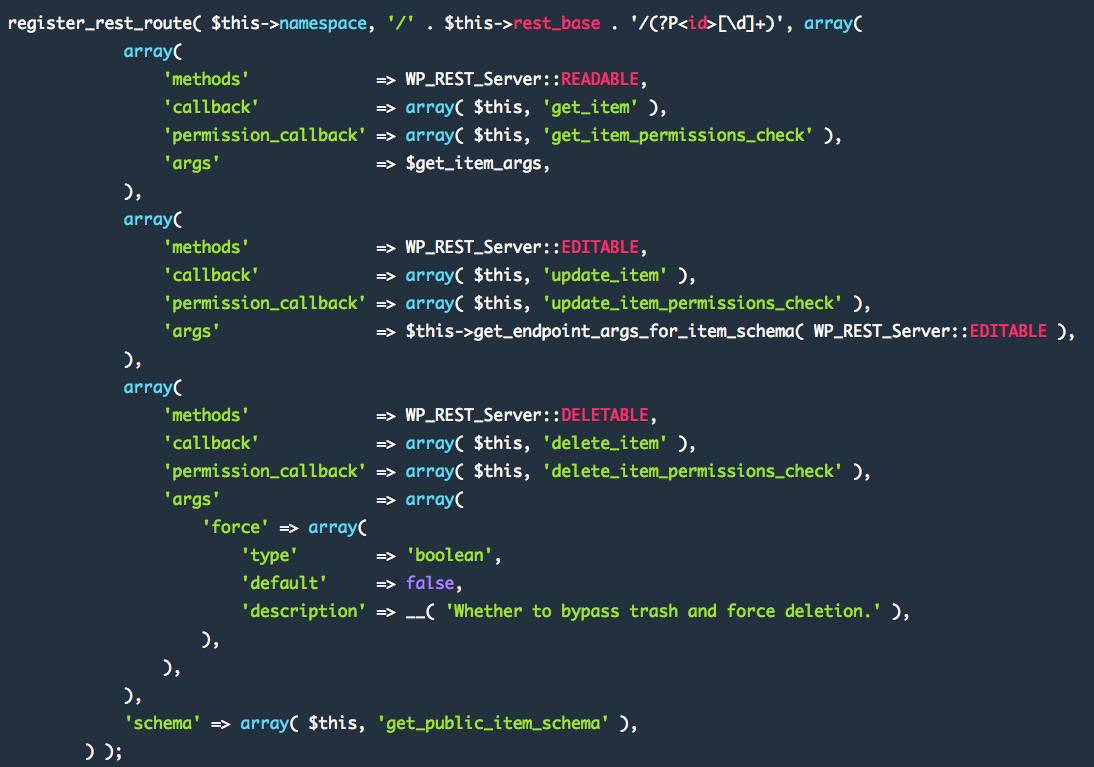 register_rest_route( $this->namespace, '/' . $this->rest_base . '/(?P<id>[\d]+)', array(
array(
'methods' => WP_REST_Server::READABLE,
'callback' => array( $this, 'get_item' ),
'permission_callback' => array( $this, 'get_item_permissions_check' ),
'args' => $get_item_args,
),
array(
'methods' => WP_REST_Server::EDITABLE,
'callback' => array( $this, 'update_item' ),
'permission_callback' => array( $this, 'update_item_permissions_check' ),
'args' => $this->get_endpoint_args_for_item_schema( WP_REST_Server::EDITABLE ),
),
array(
'methods' => WP_REST_Server::DELETABLE,
'callback' => array( $this, 'delete_item' ),
'permission_callback' => array( $this, 'delete_item_permissions_check' ),
'args' => array(
'force' => array(
'type' => 'boolean',
'default' => false,
'description' => __( 'Whether to bypass trash and force deletion.' ),
),
),
),
'schema' => array( $this, 'get_public_item_schema' ),
) );